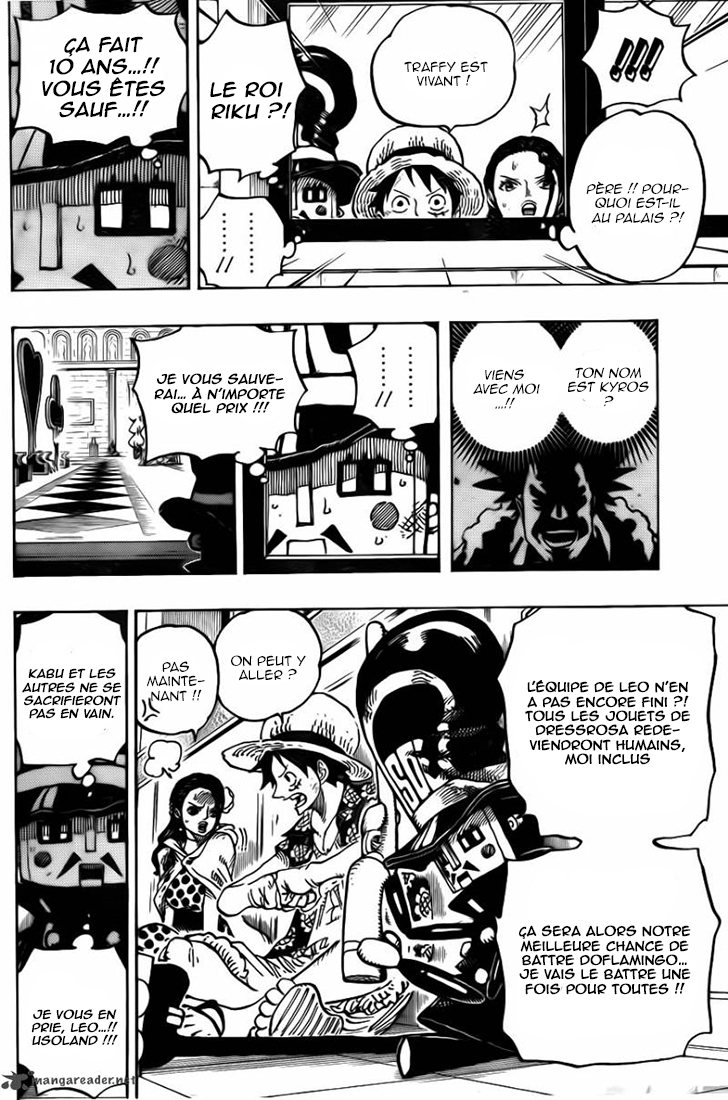 !!!
PÈRE !! POUR-
QUOI EST-IL
AU PALAIS ?!
TRAFFY EST
VIVANT !
LE ROI
RIKU ?!
ÇA FAIT
10 ANS...!!
VOUS ÊTES
SAUF...!!
TON NOM
EST KYROS
?
VIENS
AVEC MOI
...!!
JE VOUS SAUVE-
RAI... À N'IMPORTE
QUEL PRIX !!!
L'ÉQUIPE DE LEO N'EN
A PAS ENCORE FINI ?!
TOUS LES JOUETS DE
DRESSROSA REDE-
VIENDRONT HUMAINS,
MOI INCLUS
ON PEUT Y
ALLER ?
PAS
MAINTE-
NANT !!
ÇA SERA ALORS NOTRE
MEILLEURE CHANCE DE
BATTRE DOFLAMINGO...
JE VAIS LE BATTRE UNE
FOIS POUR TOUTES !!
KABU ET LES
AUTRES NE SE
SACRIFIERONT
PAS EN VAIN.
JE VOUS EN
PRIE, LEO...!!
USOLAND !!!
mangareader.net